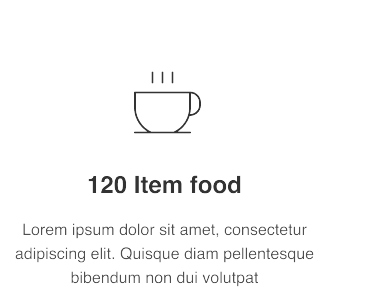 120 Item food
Lorem ipsum dolor sit amet, consectetur
adipiscing elit. Quisque diam pellentesque
bibendum non dui volutpat